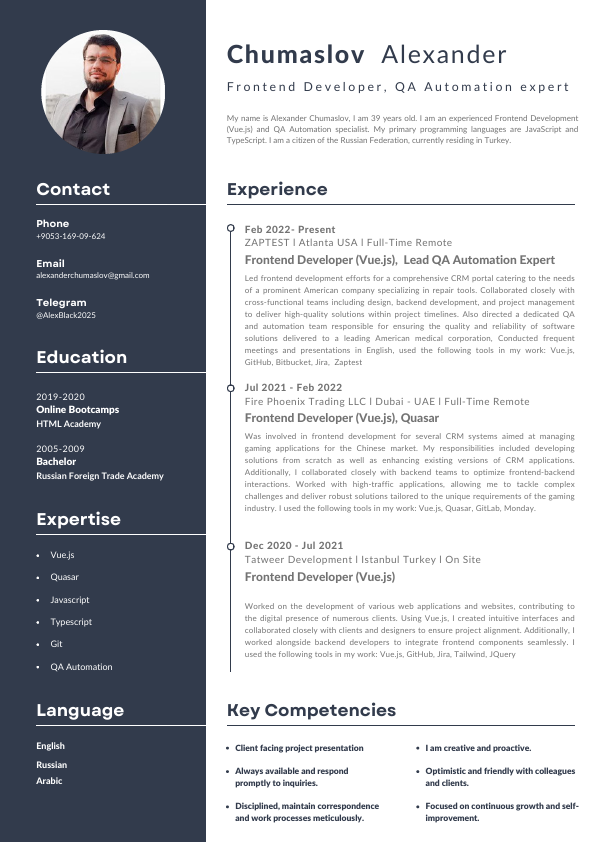 Chumaslov Alexander
Frontend Developer, QA Automation expert
My name is Alexander Chumaslov, I am 39 years old. I am an experienced Frontend Development
(Vue.js) and QA Automation specialist. My primary programming languages are JavaScript and
TypeScript. I am a citizen of the Russian Federation, currently residing in Turkey.
Contact
Phone
+9053-169-09-624
Email
alexanderchumaslov@gmail.com
Telegram
@AlexBlack2025
Education
2019-2020
Online Bootcamps
HTML Academy
2005-2009
Bachelor
Russian Foreign Trade Academy
Expertise
• Vue.js
• Quasar
• Javascript
• Typescript
• Git
• QA Automation
Language
English
Russian
Arabic
Experience
Feb 2022- Present
ZAPTEST l Atlanta USA l Full-Time Remote
Frontend Developer (Vue.js), Lead QA Automation Expert
Led frontend development efforts for a comprehensive CRM portal catering to the needs
of a prominent American company specializing in repair tools. Collaborated closely with
cross-functional teams including design, backend development, and project management
to deliver high-quality solutions within project timelines. Also directed a dedicated QA
and automation team responsible for ensuring the quality and reliability of software
solutions delivered to a leading American medical corporation, Conducted frequent
meetings and presentations in English, used the following tools in my work: Vue.js,
GitHub, Bitbucket, Jira, Zaptest
Jul 2021 - Feb 2022
Fire Phoenix Trading LLC l Dubai - UAE l Full-Time Remote
Frontend Developer (Vue.js), Quasar
Was involved in frontend development for several CRM systems aimed at managing
gaming applications for the Chinese market. My responsibilities included developing
solutions from scratch as well as enhancing existing versions of CRM applications.
Additionally, I collaborated closely with backend teams to optimize frontend-backend
interactions. Worked with high-traffic applications, allowing me to tackle complex
challenges and deliver robust solutions tailored to the unique requirements of the gaming
industry. I used the following tools in my work: Vue.js, Quasar, GitLab, Monday.
Dec 2020 - Jul 2021
Tatweer Development l Istanbul Turkey l On Site
Frontend Developer (Vue.js)
Worked on the development of various web applications and websites, contributing to
the digital presence of numerous clients. Using Vue.js, I created intuitive interfaces and
collaborated closely with clients and designers to ensure project alignment. Additionally, I
worked alongside backend developers to integrate frontend components seamlessly. I
used the following tools in my work: Vue.js, GitHub, Jira, Tailwind, JQuery
Key Competencies
• Client facing project presentation
• Always available and respond
promptly to inquiries.
• Disciplined, maintain correspondence
and work processes meticulously.
• I am creative and proactive.
• Optimistic and friendly with colleagues
and clients.
• Focused on continuous growth and self-
improvement.